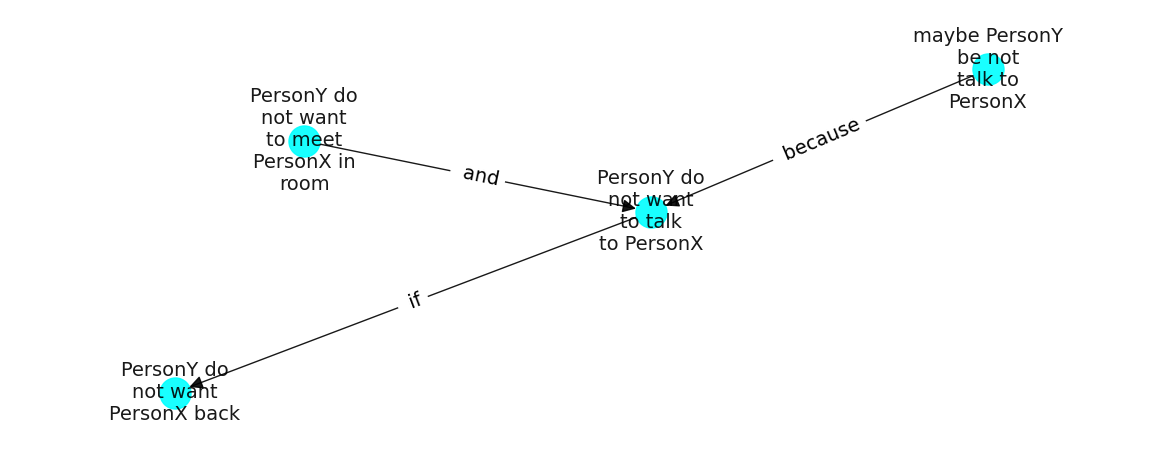 maybe PersonY
be not
talk to
PersonX
PersonY do
not want
to meet
PersonX in
room
because
and
PersonY do
not want
to talk
to PersonX
if
PersonY do
not want
PersonX back